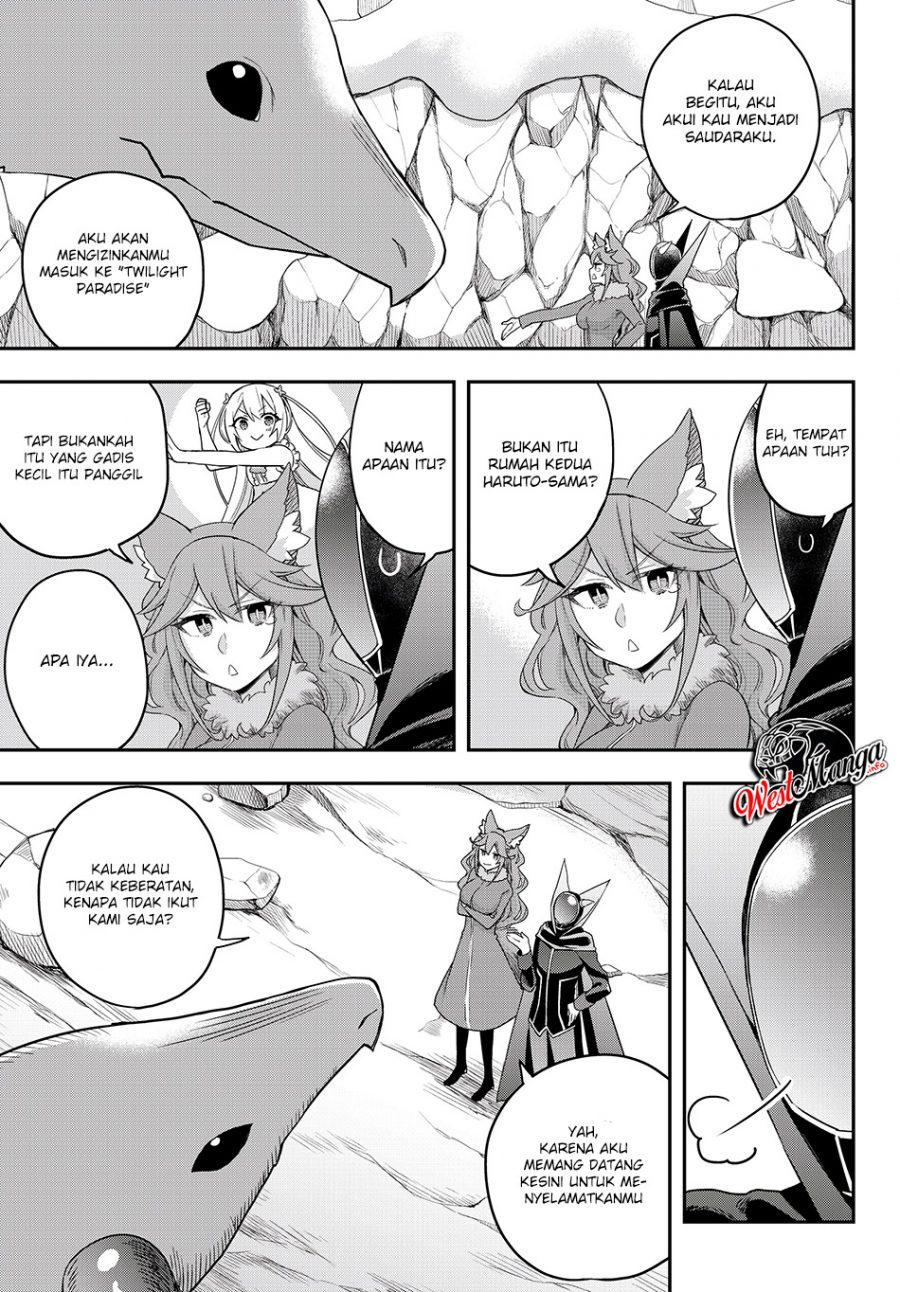 KALAU
BEGITU, AKU
AKUI KAU MENJADI
SAUDARAKU.
AKU AKAN
MENGIZINKANMU
MASUK KE "TWILIGHT
PARADISE"
EH, TEMPAT
APAAN TUH?
BUKAN ITU
RUMAH KEDUA
HARUTO-SAMA?
NAMA
APAAN ITU?
TAPI BUKANKAH
ITU YANG GADIS
KECIL ITU PANGGIL
APA IYA...
WestManga
.info
YAH,
KARENA AKU
MEMANG DATANG
KESINI UNTUK ME-
NYELAMATKANMU
KALAU KAU
TIDAK KEBERATAN,
KENAPA TIDAK IKUT
KAMI SAJA?